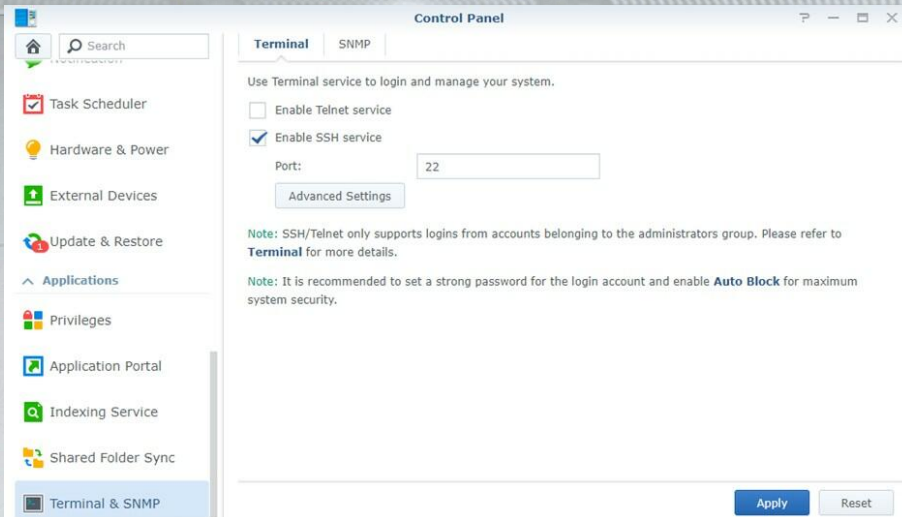 Control Panel
Search
Notification
Task Scheduler
Hardware & Power
External Devices
1
Update & Restore
Applications
Privileges
Application Portal
Indexing Service
Shared Folder Sync
Terminal & SNMP
Terminal
SNMP
Use Terminal service to login and manage your system.
Enable Telnet service
Enable SSH service
Port:
22
Advanced Settings
Note: SSH/Telnet only supports logins from accounts belonging to the administrators group. Please refer to
Terminal for more details.
Note: It is recommended to set a strong password for the login account and enable Auto Block for maximum
system security.
Apply
Reset